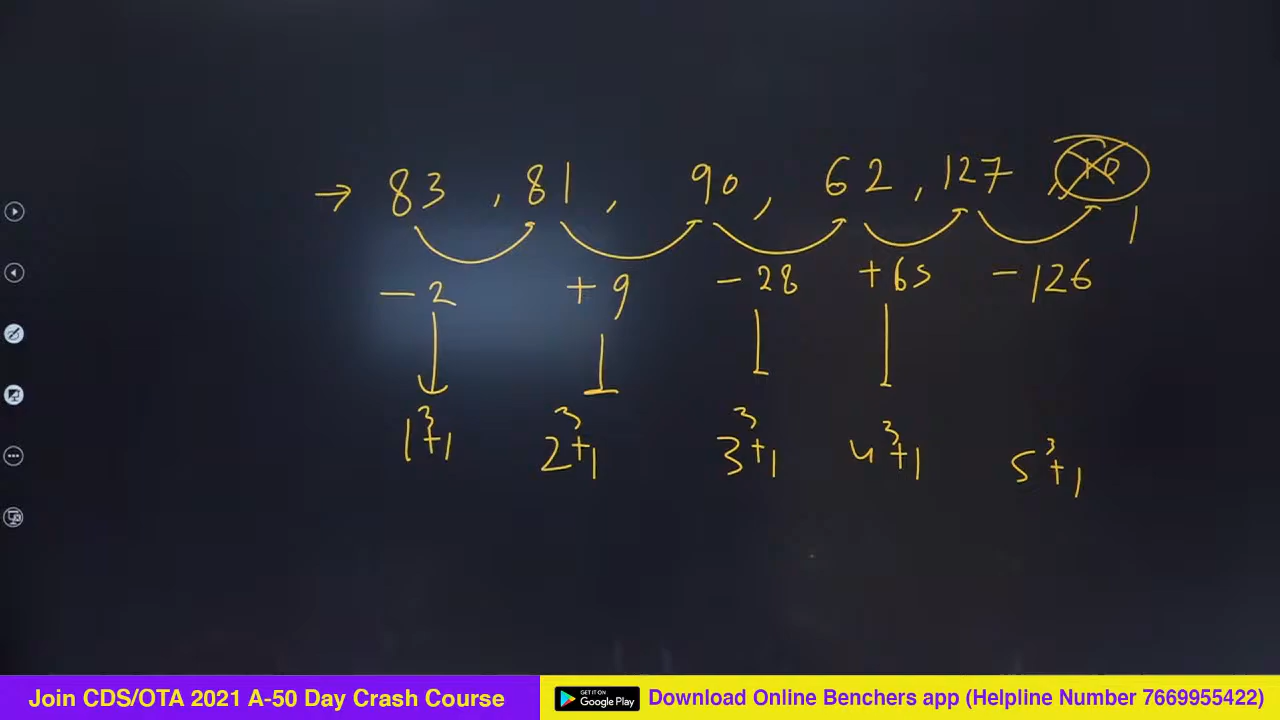 → 83 , 81 , 90 , 62 , 127 ,
1
- 2 + 9 - 28 + 65 - 126
1³+1 2³+1 3³+1 4³+1 5³+1
Join CDS/OTA 2021 A-50 Day Crash Course
GET IT ON
Google Play
Download Online Benchers app (Helpline Number 7669955422)